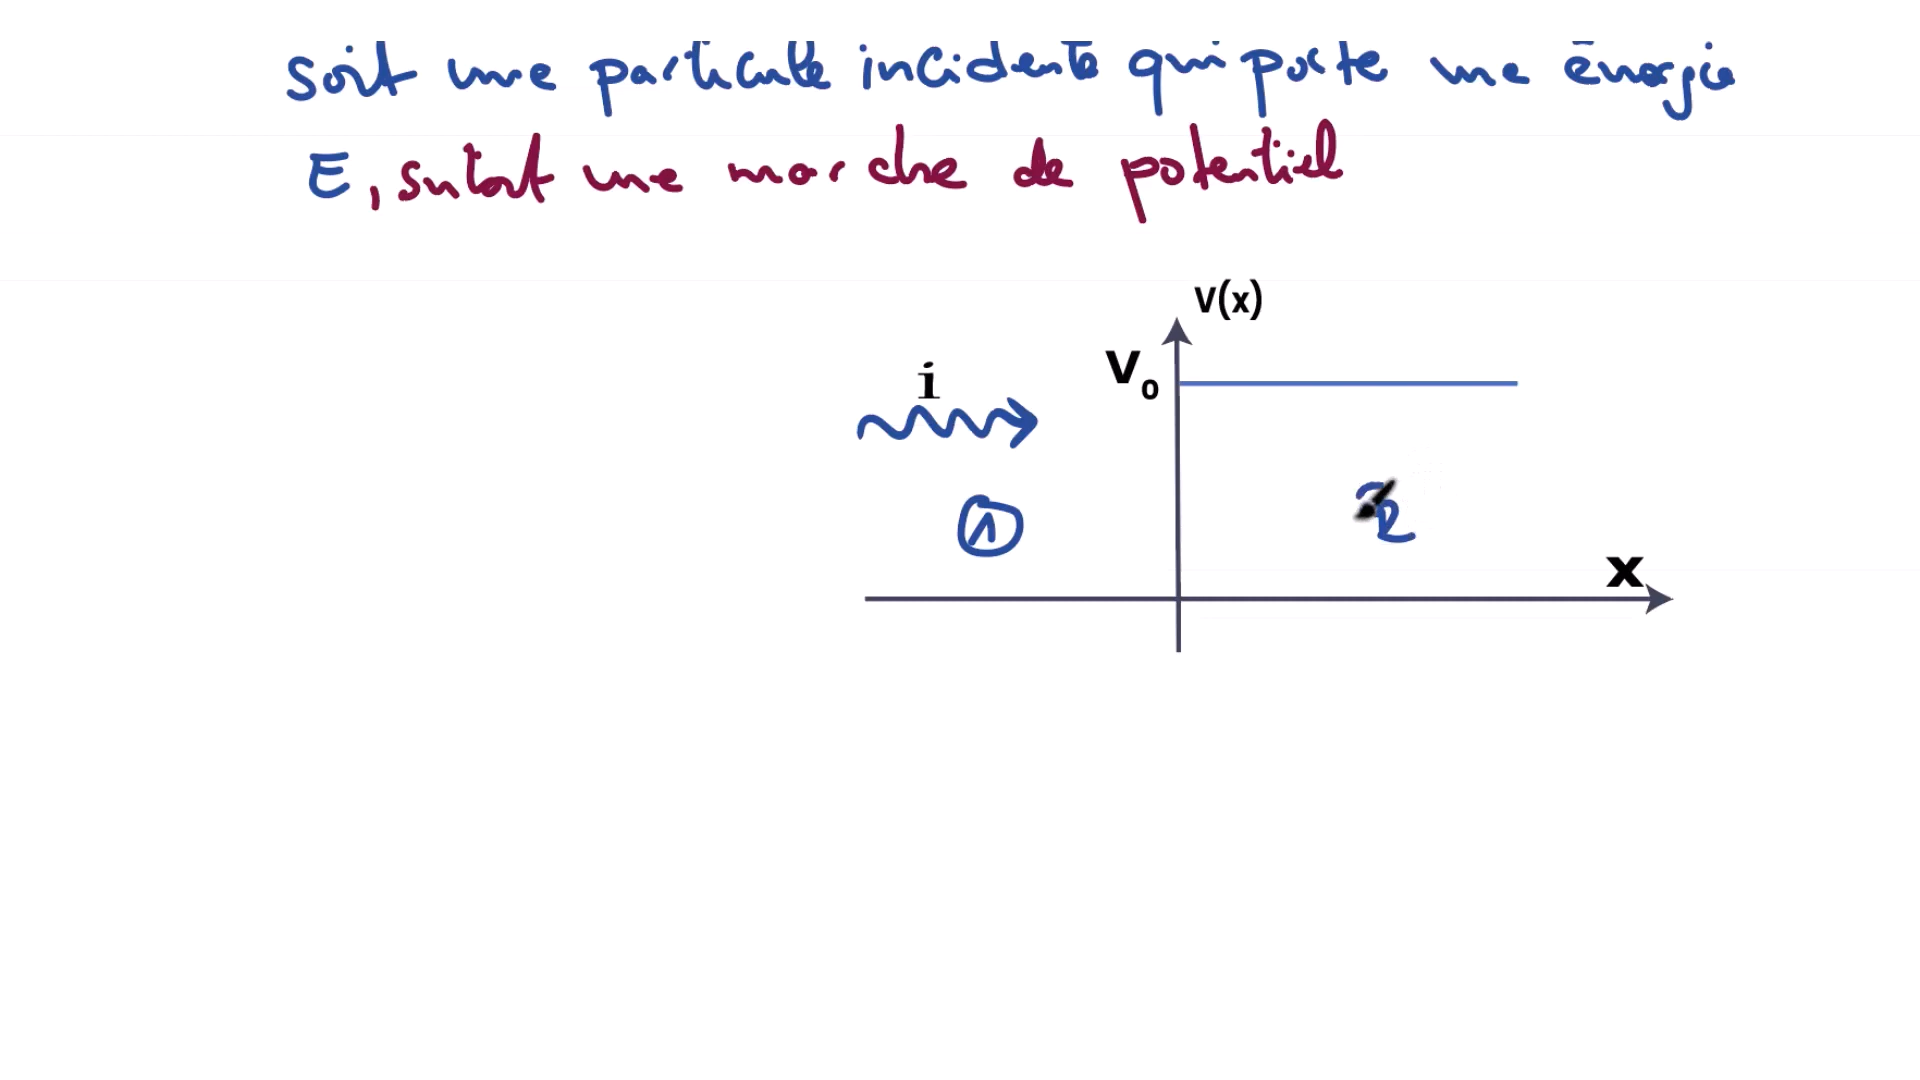 soit une particule incidente qui porte une énergie
E, subit une marche de potentiel
V(x)
V₀
i
1
2
x